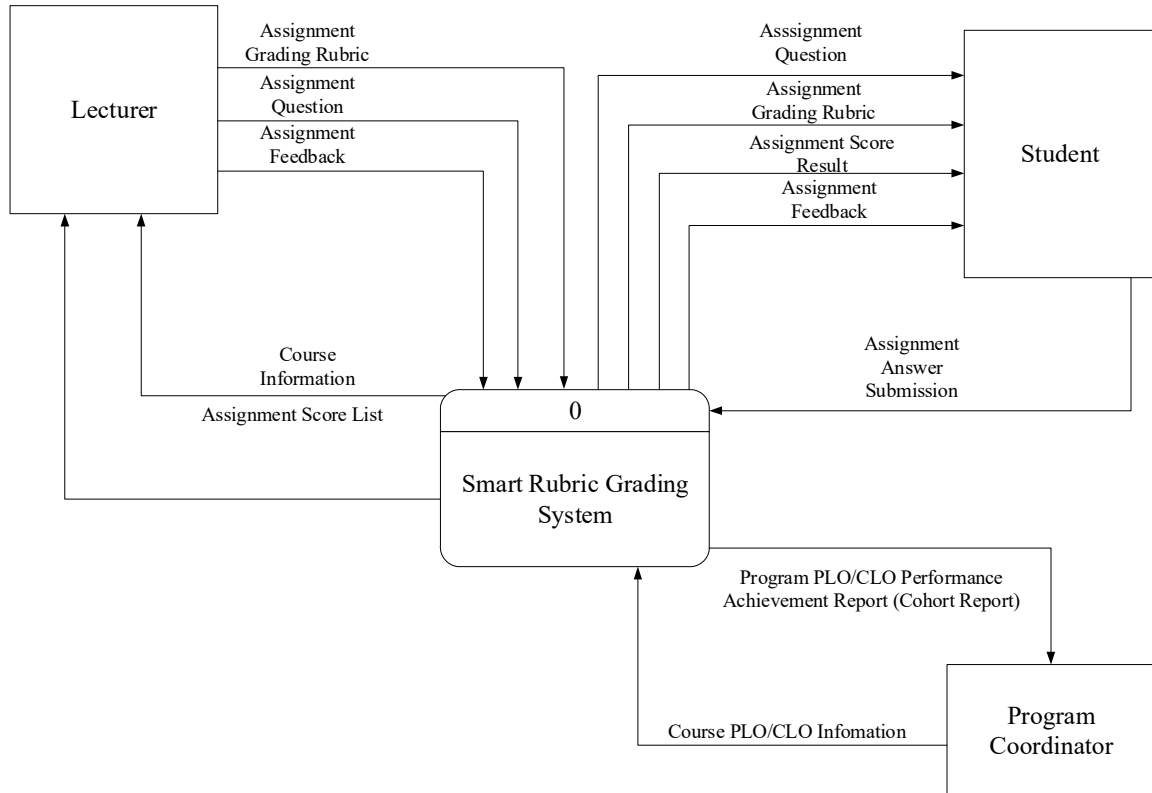 Lecturer
Assignment
Grading Rubric
Assignment
Question
Assignment
Feedback
Asssignment
Question
Assignment
Grading Rubric
Assignment Score
Result
Assignment
Feedback
Student
Course
Information
Assignment Score List
Assignment
Answer
Submission
0
Smart Rubric Grading
System
Program PLO/CLO Performance
Achievement Report (Cohort Report)
Course PLO/CLO Infomation
Program
Coordinator